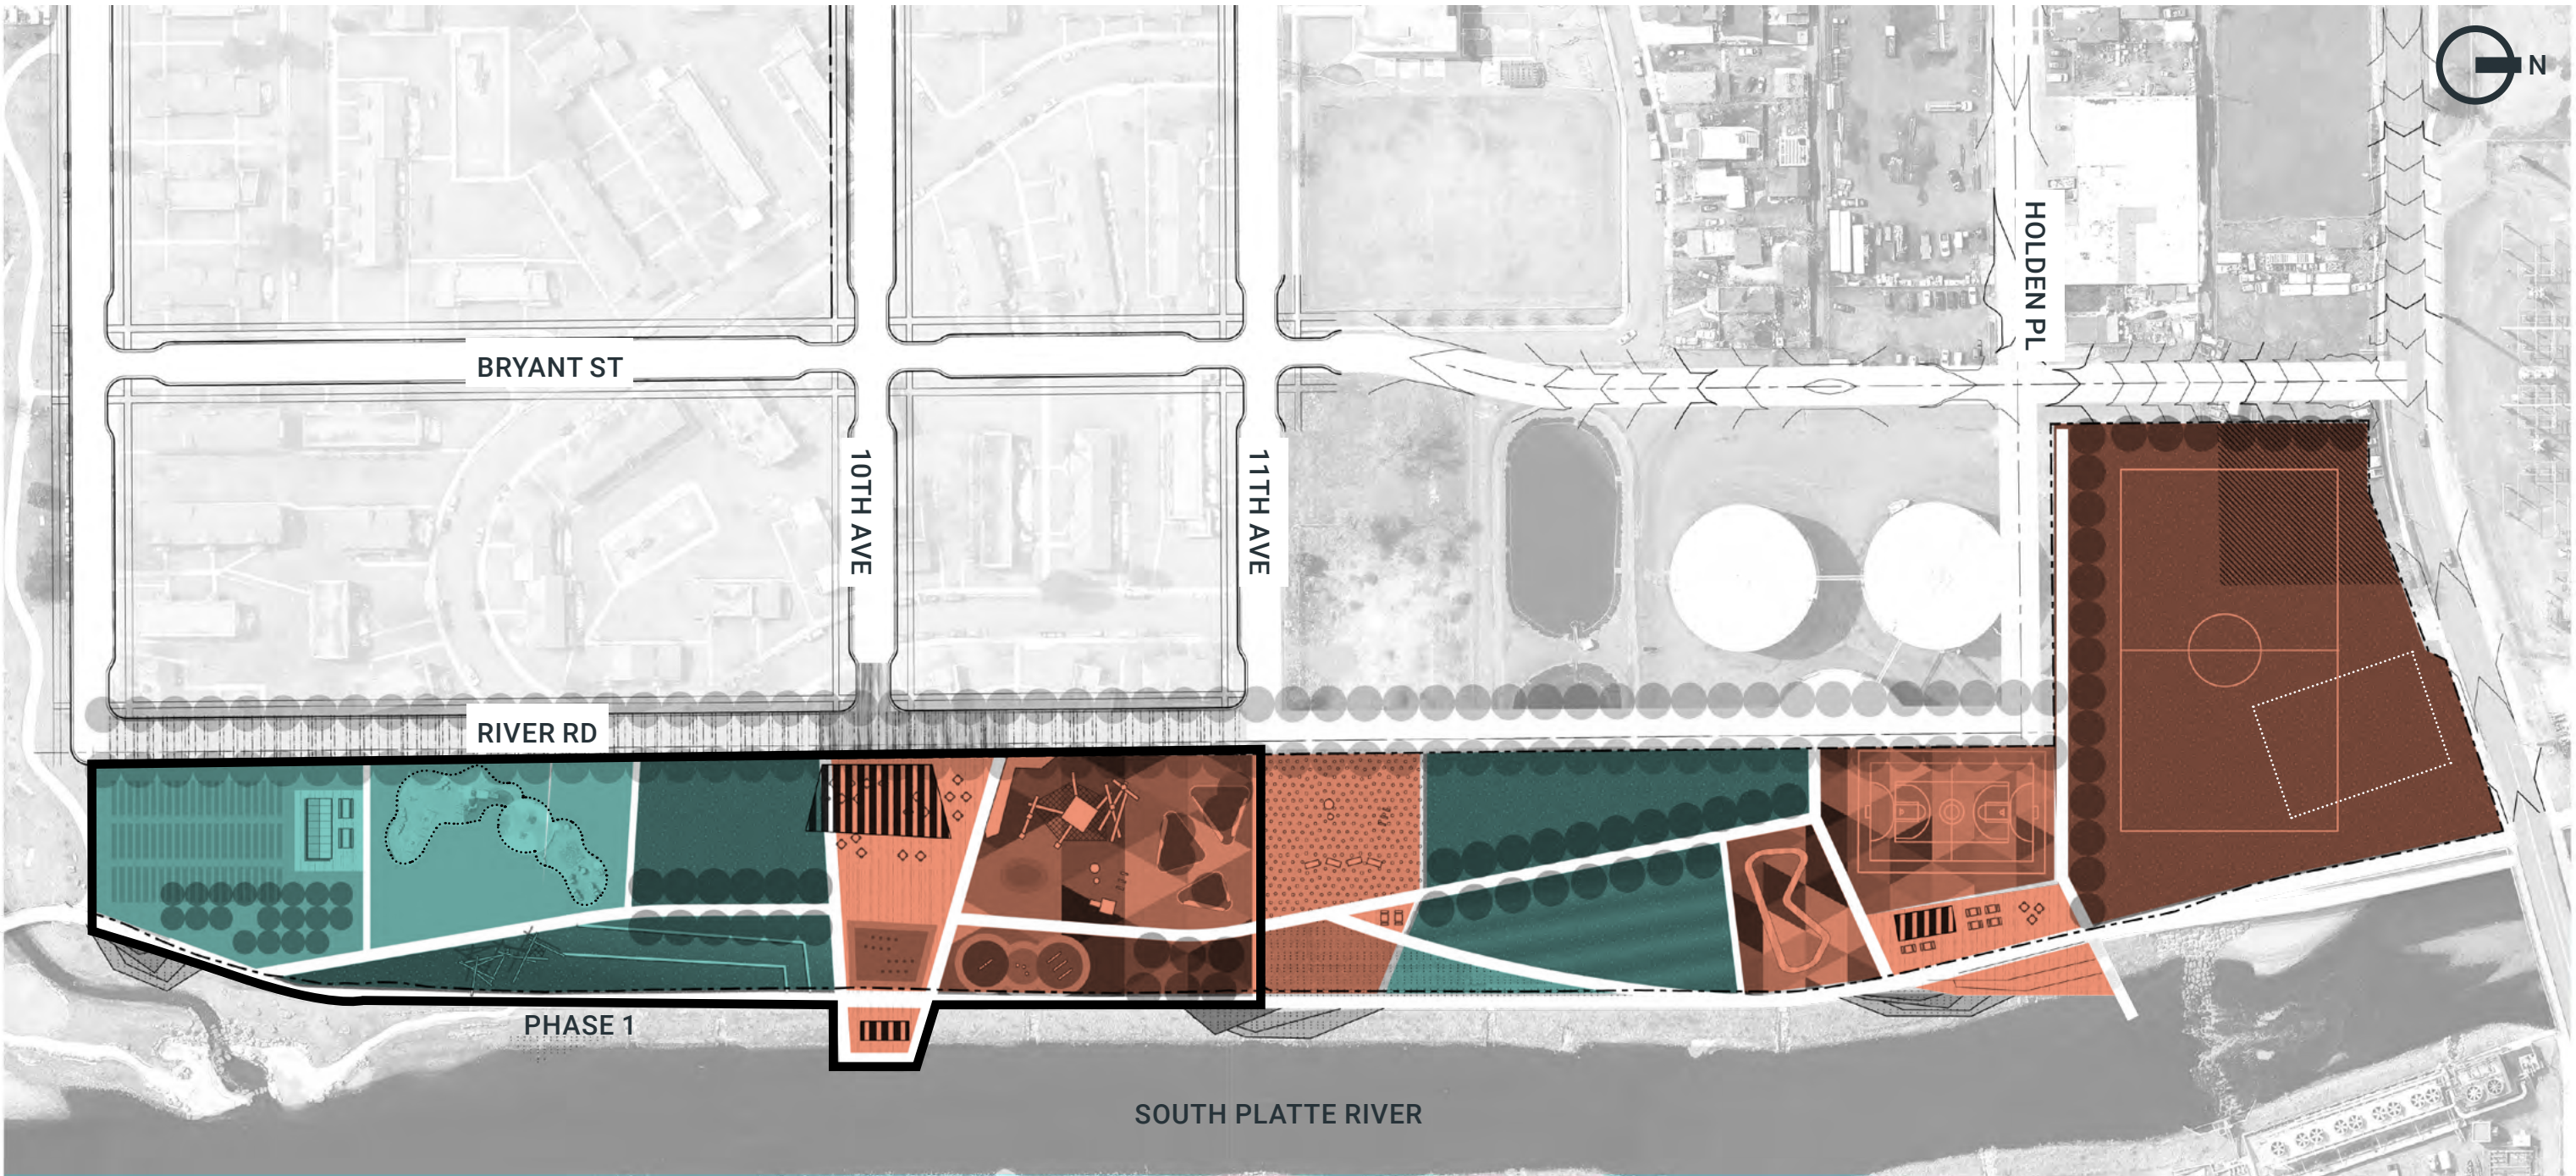 N
HOLDEN PL
BRYANT ST
10TH AVE
11TH AVE
RIVER RD
PHASE 1
SOUTH PLATTE RIVER